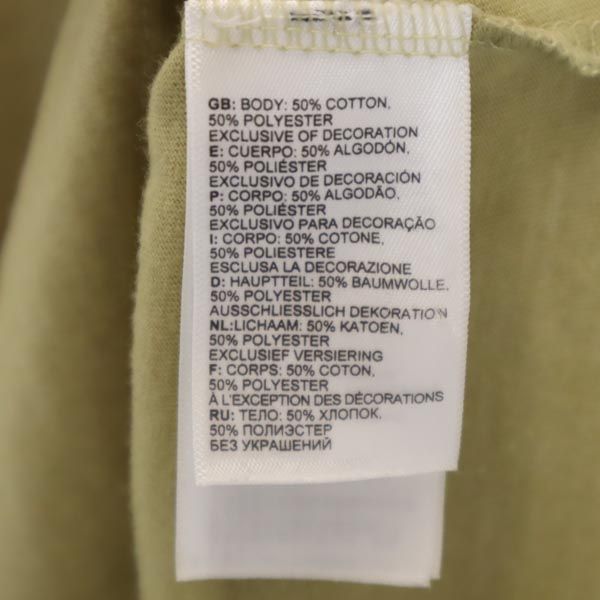 GB: BODY: 50% COTTON,
50% POLYESTER
EXCLUSIVE OF DECORATION
E: CUERPO: 50% ALGODÓN,
50% POLIÉSTER
EXCLUSIVO DE DECORACIÓN
P: CORPO: 50% ALGODÃO,
50% POLIÉSTER
EXCLUSIVO PARA DECORAÇÃO
I: CORPO: 50% COTONE,
50% POLIESTERE
ESCLUSA LA DECORAZIONE
D: HAUPTTEIL: 50% BAUMWOLLE,
50% POLYESTER
AUSSCHLIESSLICH DEKORATION
NL:LICHAAM: 50% KATOEN,
50% POLYESTER
EXCLUSIEF VERSIERING
F: CORPS: 50% COTON,
50% POLYESTER
À L'EXCEPTION DES DÉCORATIONS
RU: ТЕЛО: 50% ХЛОПОК,
50% ПОЛИЭСТЕР
БЕЗ УКРАШЕНИЙ